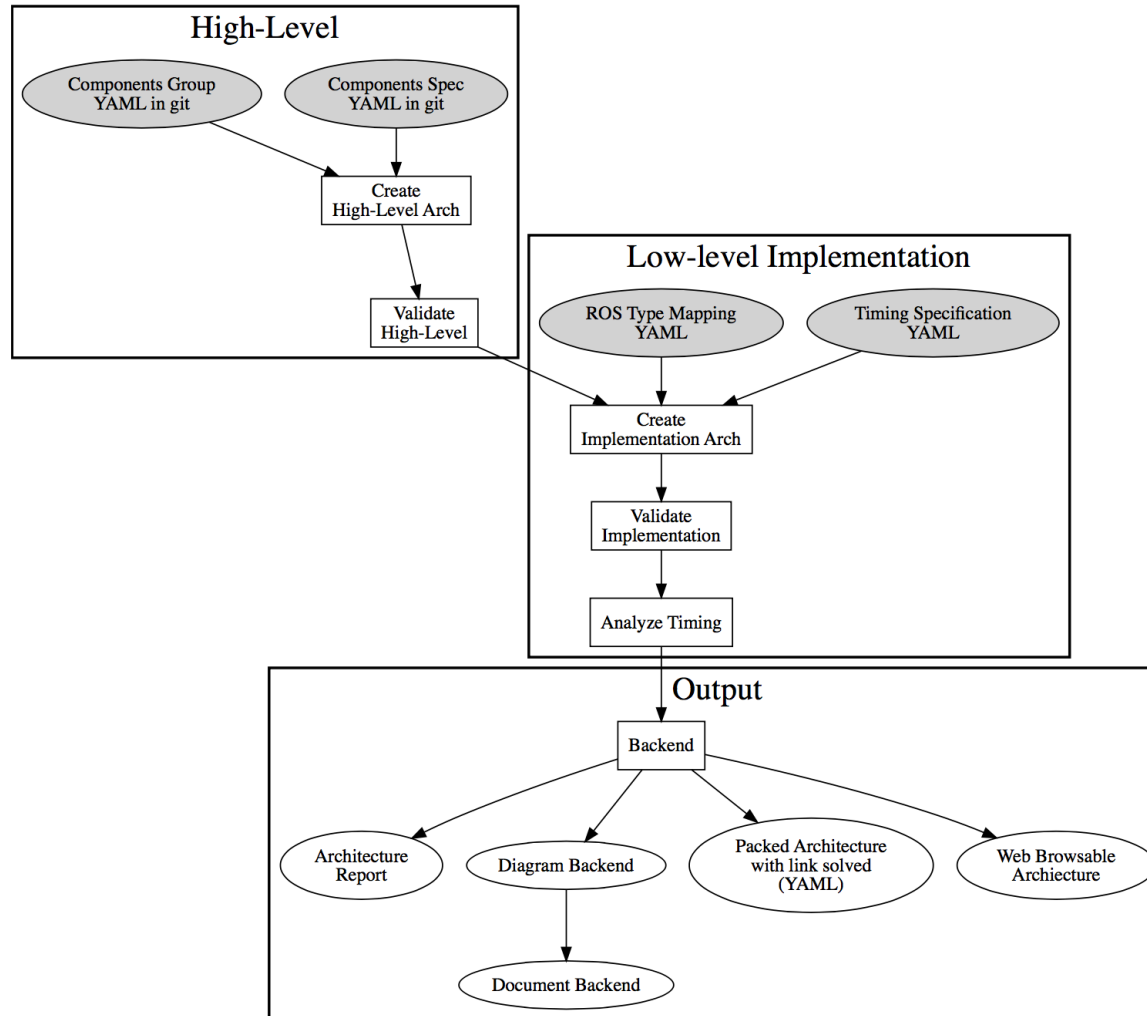 High-Level
Components Group
YAML in git
Components Spec
YAML in git
Create
High-Level Arch
Validate
High-Level
Low-level Implementation
ROS Type Mapping
YAML
Timing Specification
YAML
Create
Implementation Arch
Validate
Implementation
Analyze Timing
Output
Backend
Architecture
Report
Diagram Backend
Packed Architecture
with link solved
(YAML)
Web Browsable
Archiecture
Document Backend